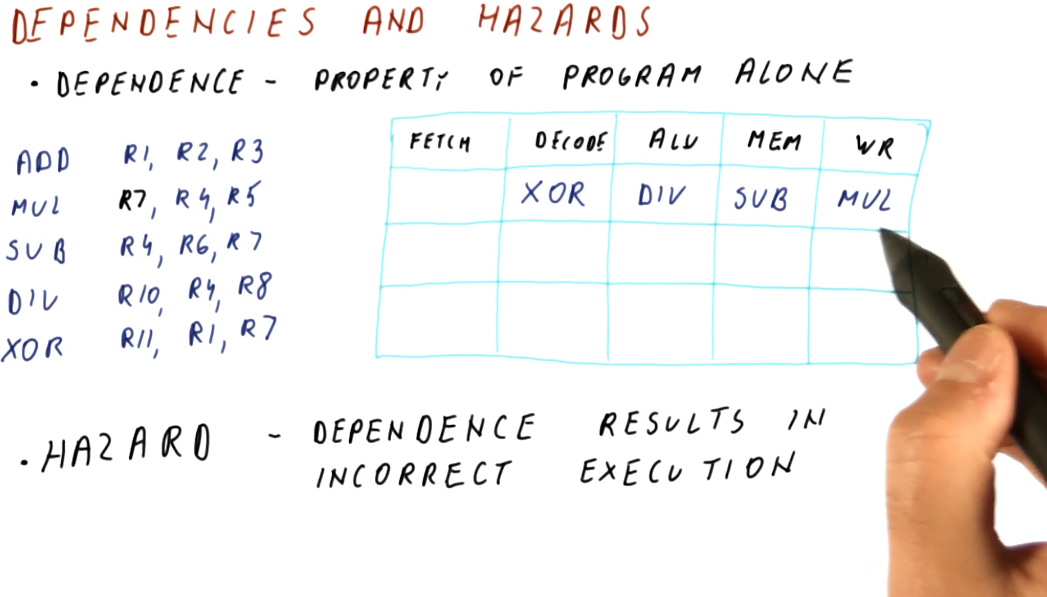 DEPENDENCIES AND HAZARDS
• DEPENDENCE - PROPERTY OF PROGRAM ALONE
ADD R1, R2, R3
MUL R7, R4, R5
SUB R4, R6, R7
DIV R10, R4, R8
XOR R11, R1, R7
FETCH DECODE ALU MEM WR
XOR DIV SUB MUL
• HAZARD - DEPENDENCE RESULTS IN
INCORRECT EXECUTION